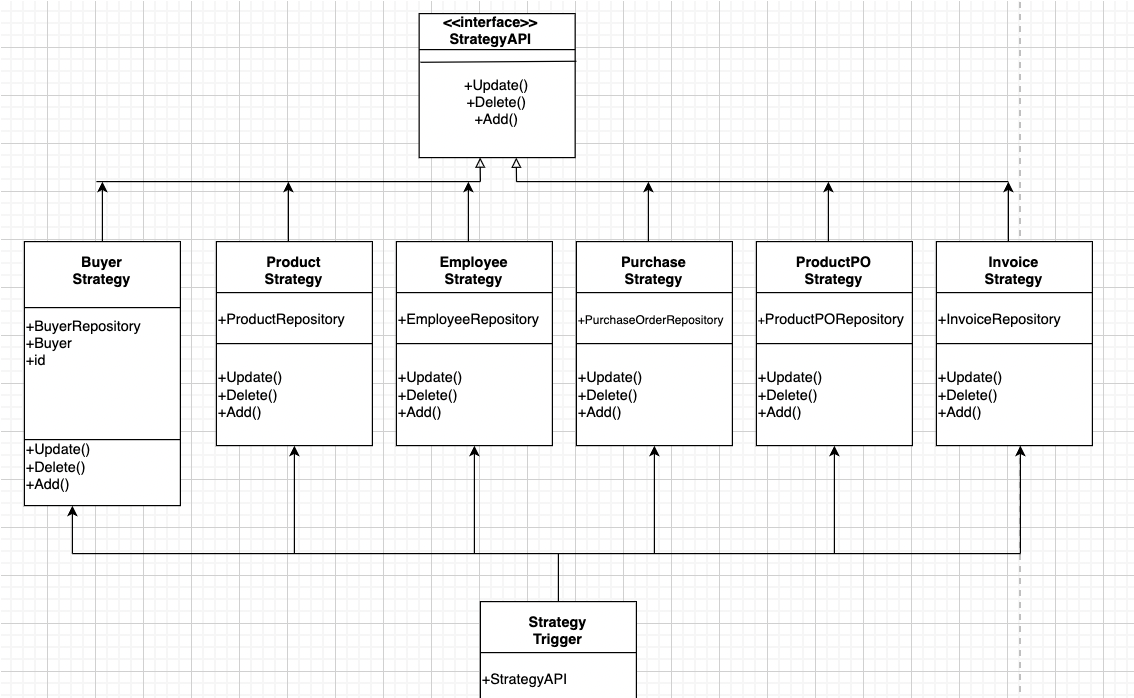 <<interface>>
StrategyAPI
+Update()
+Delete()
+Add()
Buyer
Strategy
+BuyerRepository
+Buyer
+id
+Update()
+Delete()
+Add()
Product
Strategy
+ProductRepository
+Update()
+Delete()
+Add()
Employee
Strategy
+EmployeeRepository
+Update()
+Delete()
+Add()
Purchase
Strategy
+PurchaseOrderRepository
+Update()
+Delete()
+Add()
ProductPO
Strategy
+ProductPORepository
+Update()
+Delete()
+Add()
Invoice
Strategy
+InvoiceRepository
+Update()
+Delete()
+Add()
Strategy
Trigger
+StrategyAPI